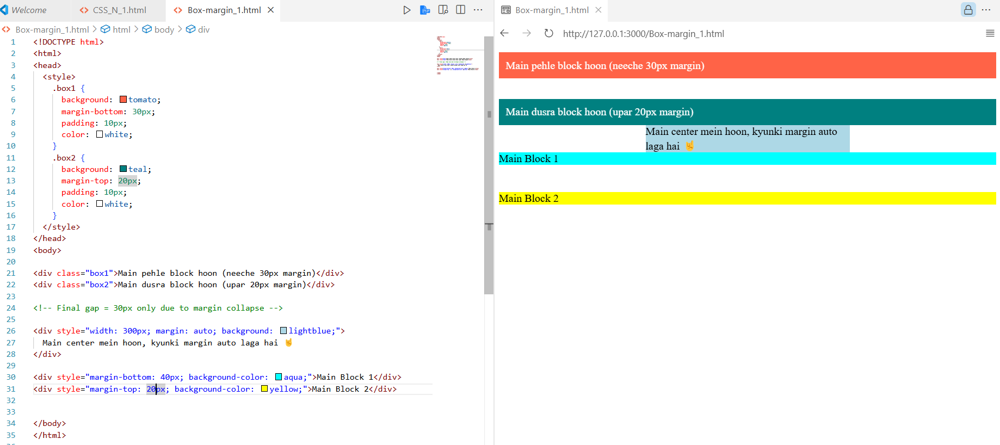 Welcome
CSS_N_1.html
Box-margin_1.html
Box-margin_1.html > html > body > div
1 <!DOCTYPE html>
2 <html>
3 <head>
4 <style>
5 .box1 {
6 background: tomato;
7 margin-bottom: 30px;
8 padding: 10px;
9 color: white;
10 }
11 .box2 {
12 background: teal;
13 margin-top: 20px;
14 padding: 10px;
15 color: white;
16 }
17 </style>
18 </head>
19 <body>
20
21 <div class="box1">Main pehle block hoon (neeche 30px margin)</div>
22 <div class="box2">Main dusra block hoon (upar 20px margin)</div>
23
24 <!-- Final gap = 30px only due to margin collapse -->
25
26 <div style="width: 300px; margin: auto; background: lightblue;">
27 Main center mein hoon, kyunki margin auto laga hai 🤘
28 </div>
29
30 <div style="margin-bottom: 40px; background-color: aqua;">Main Block 1</div>
31 <div style="margin-top: 20px; background-color: yellow;">Main Block 2</div>
32
33
34 </body>
35 </html>
Box-margin_1.html
http://127.0.0.1:3000/Box-margin_1.html
Main pehle block hoon (neeche 30px margin)
Main dusra block hoon (upar 20px margin)
Main center mein hoon, kyunki margin auto
laga hai 🤘
Main Block 1
Main Block 2